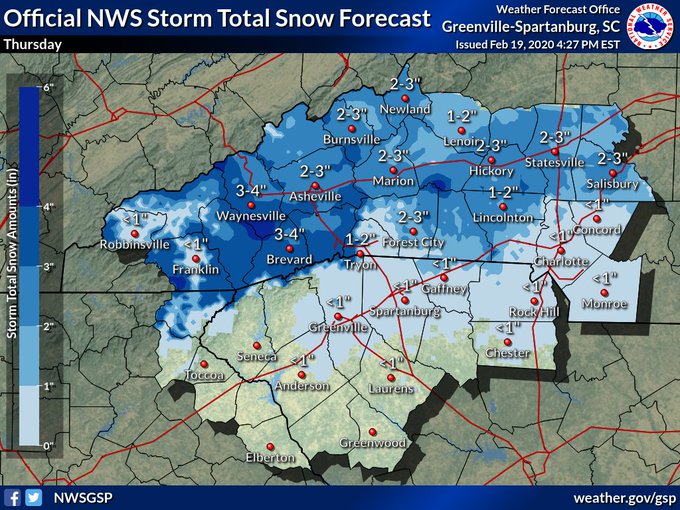 Official NWS Storm Total Snow Forecast
Thursday
Weather Forecast Office
Greenville-Spartanburg, SC
Issued Feb 19, 2020 4:27 PM EST
NATIONAL WEATHER SERVICE
Storm Total Snow Amounts (in)
6"
4"
3"
2"
1"
0"
2-3"
Newland
2-3"
Burnsville
1-2"
Lenoir
2-3"
Hickory
2-3"
Statesville
2-3"
Salisbury
2-3"
Marion
2-3"
Asheville
3-4"
Waynesville
1-2"
Lincolnton
<1"
Robbinsville
<1"
Concord
2-3"
Forest City
3-4"
Brevard
1-2"
Tryon
<1"
Franklin
<1"
Charlotte
<1"
Gaffney
<1"
Monroe
<1"
Spartanburg
<1"
Rock Hill
<1"
Greenville
<1"
Chester
Seneca
Toccoa
<1"
Anderson
<1"
Laurens
Greenwood
Elberton
NWSGSP
weather.gov/gsp